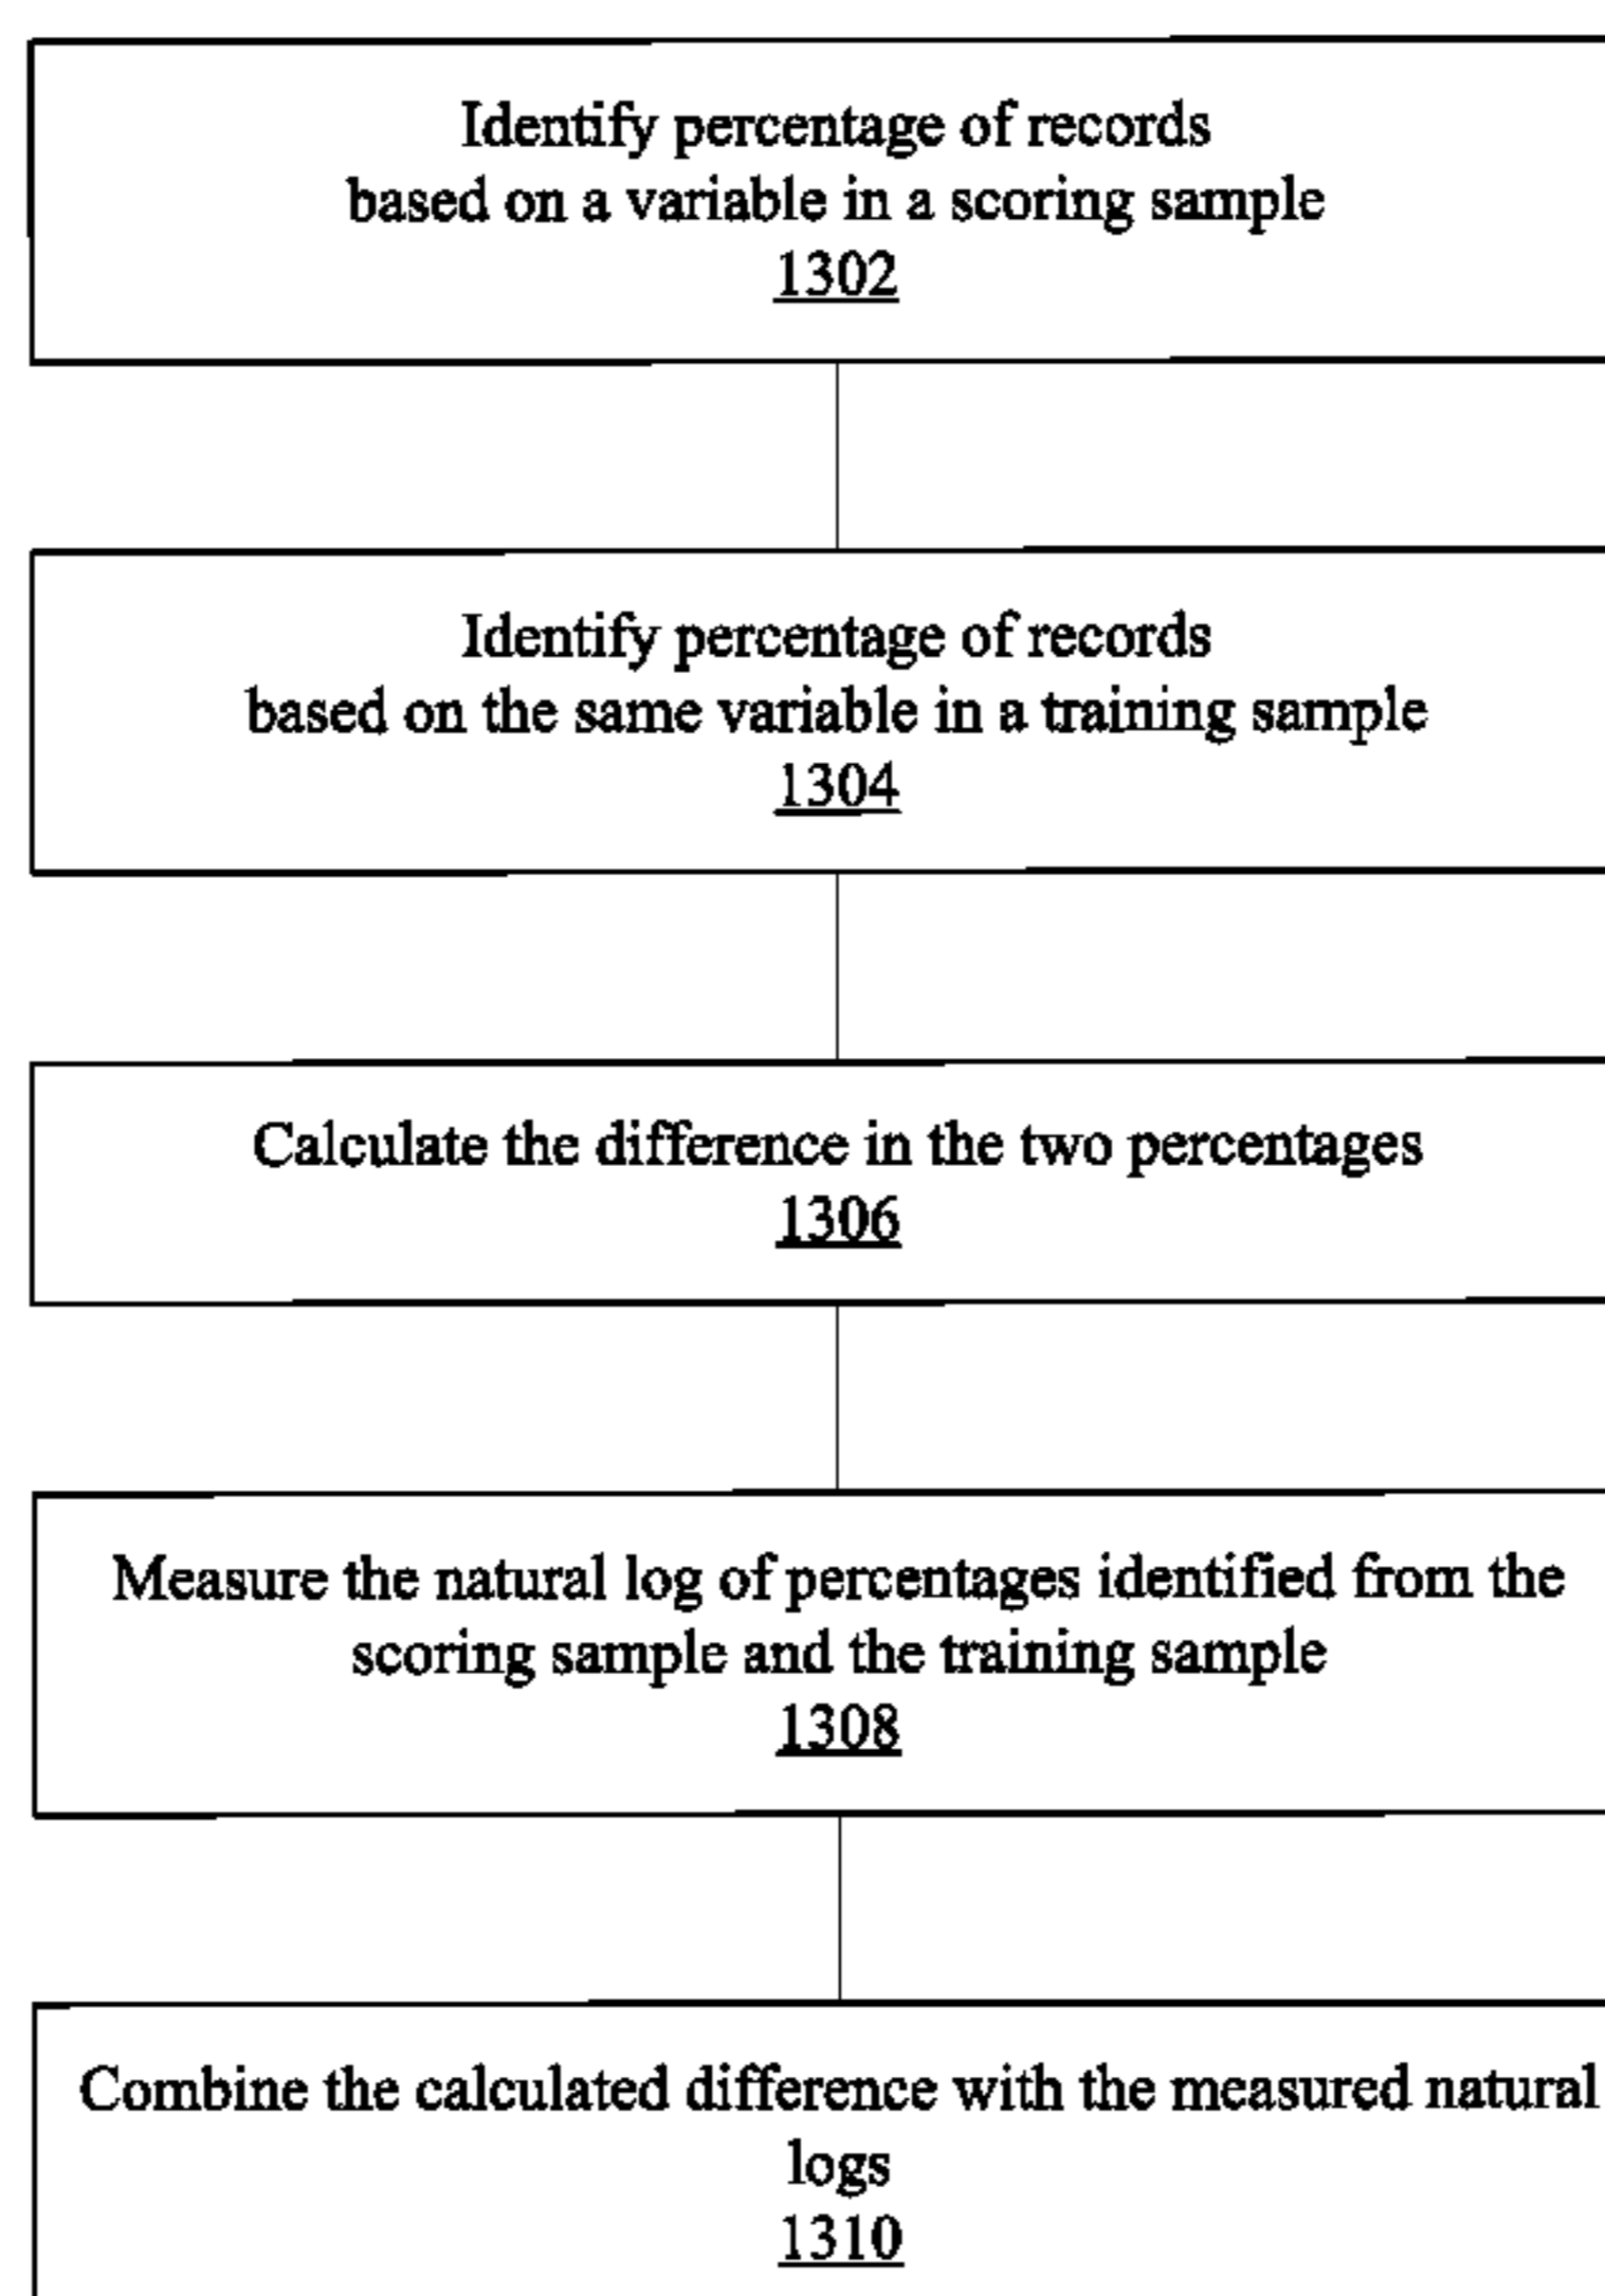 Identify percentage of records
based on a variable in a scoring sample
1302
Identify percentage of records
based on the same variable in a training sample
1304
Calculate the difference in the two percentages
1306
Measure the natural log of percentages identified from the
scoring sample and the training sample
1308
Combine the calculated difference with the measured natural
logs
1310